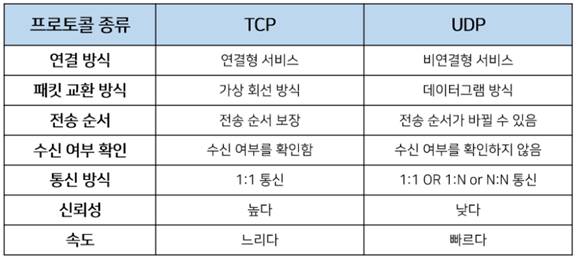 프로토콜 종류 TCP UDP
연결 방식 연결형 서비스 비연결형 서비스
패킷 교환 방식 가상 회선 방식 데이터그램 방식
전송 순서 전송 순서 보장 전송 순서가 바뀔 수 있음
수신 여부 확인 수신 여부를 확인함 수신 여부를 확인하지 않음
통신 방식 1:1 통신 1:1 OR 1:N or N:N 통신
신뢰성 높다 낮다
속도 느리다 빠르다